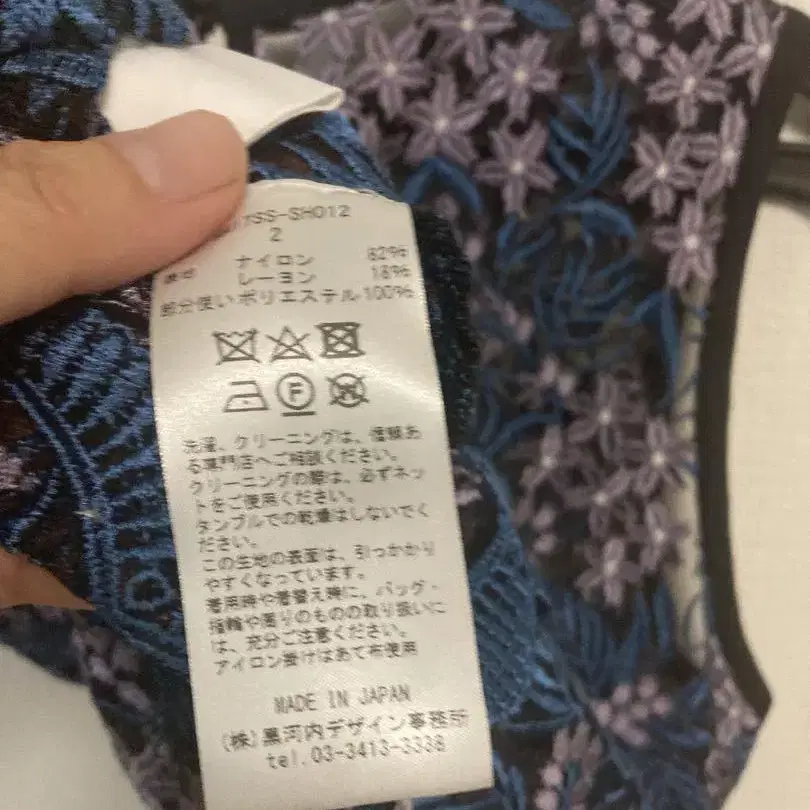 7SS-SH012
2
ナイロン 82%
レーヨン 18%
部分使いポリエステル100%
F
洗濯、クリーニングは、信頼あ
る専門店へご相談ください。
クリーニングの際は、必ずネッ
トをご使用ください。
タンブルでの乾燥はしないでく
ださい。
この生地の表面は、引っかかり
やすくなっています。
着用時や着替え時に、バッグ・
指輪や周りのものの取り扱いに
は、充分ご注意ください。
アイロン掛けはあて布使用
MADE IN JAPAN
(株)黒河内デザイン事務所
tel.03-3413-3338